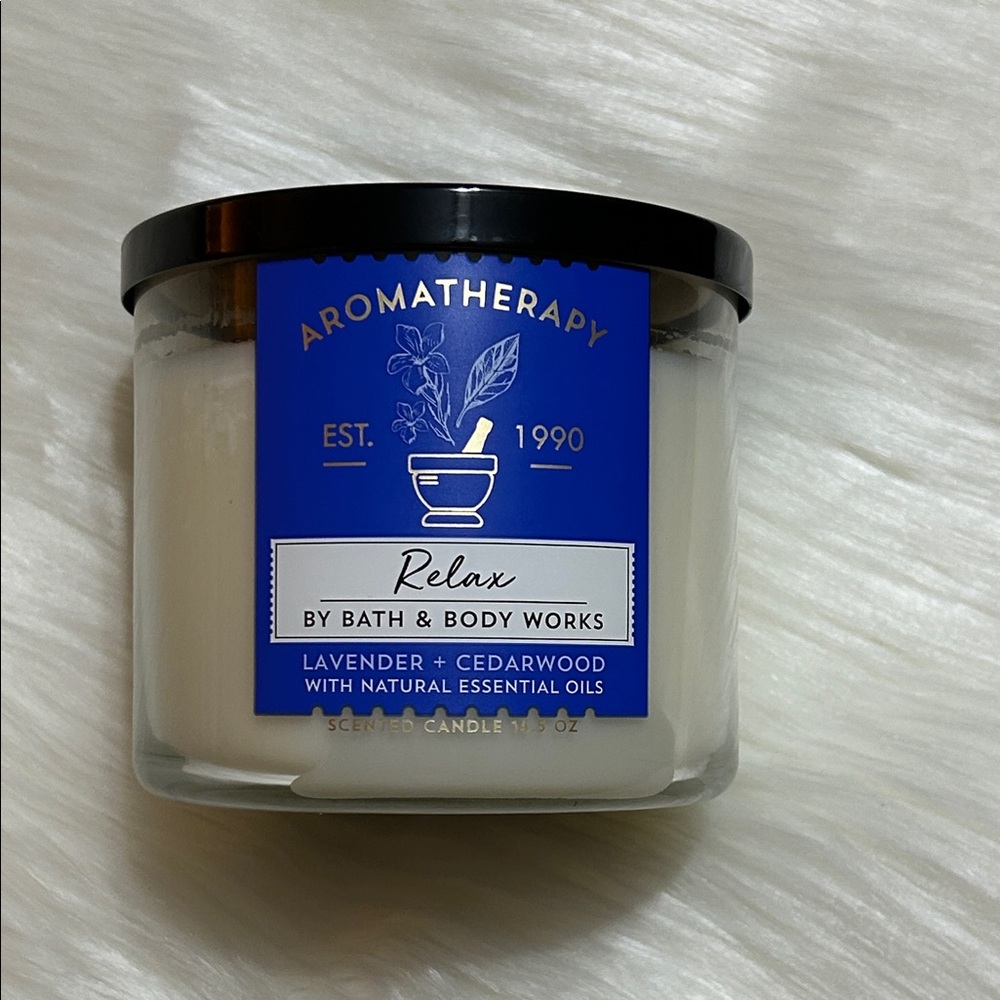 AROMATHERAPY
EST. 1990
Relax
BY BATH & BODY WORKS
LAVENDER + CEDARWOOD
WITH NATURAL ESSENTIAL OILS
SCENTED CANDLE OZ